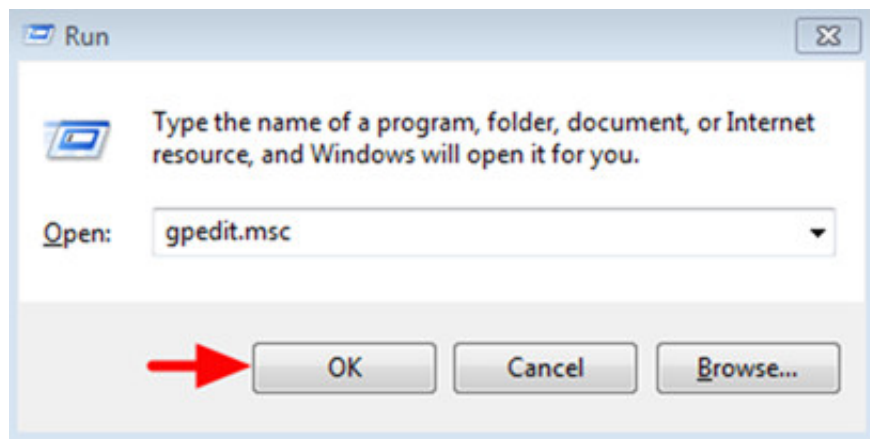 Run
Type the name of a program, folder, document, or Internet
resource, and Windows will open it for you.
Open: gpedit.msc
OK Cancel Browse...